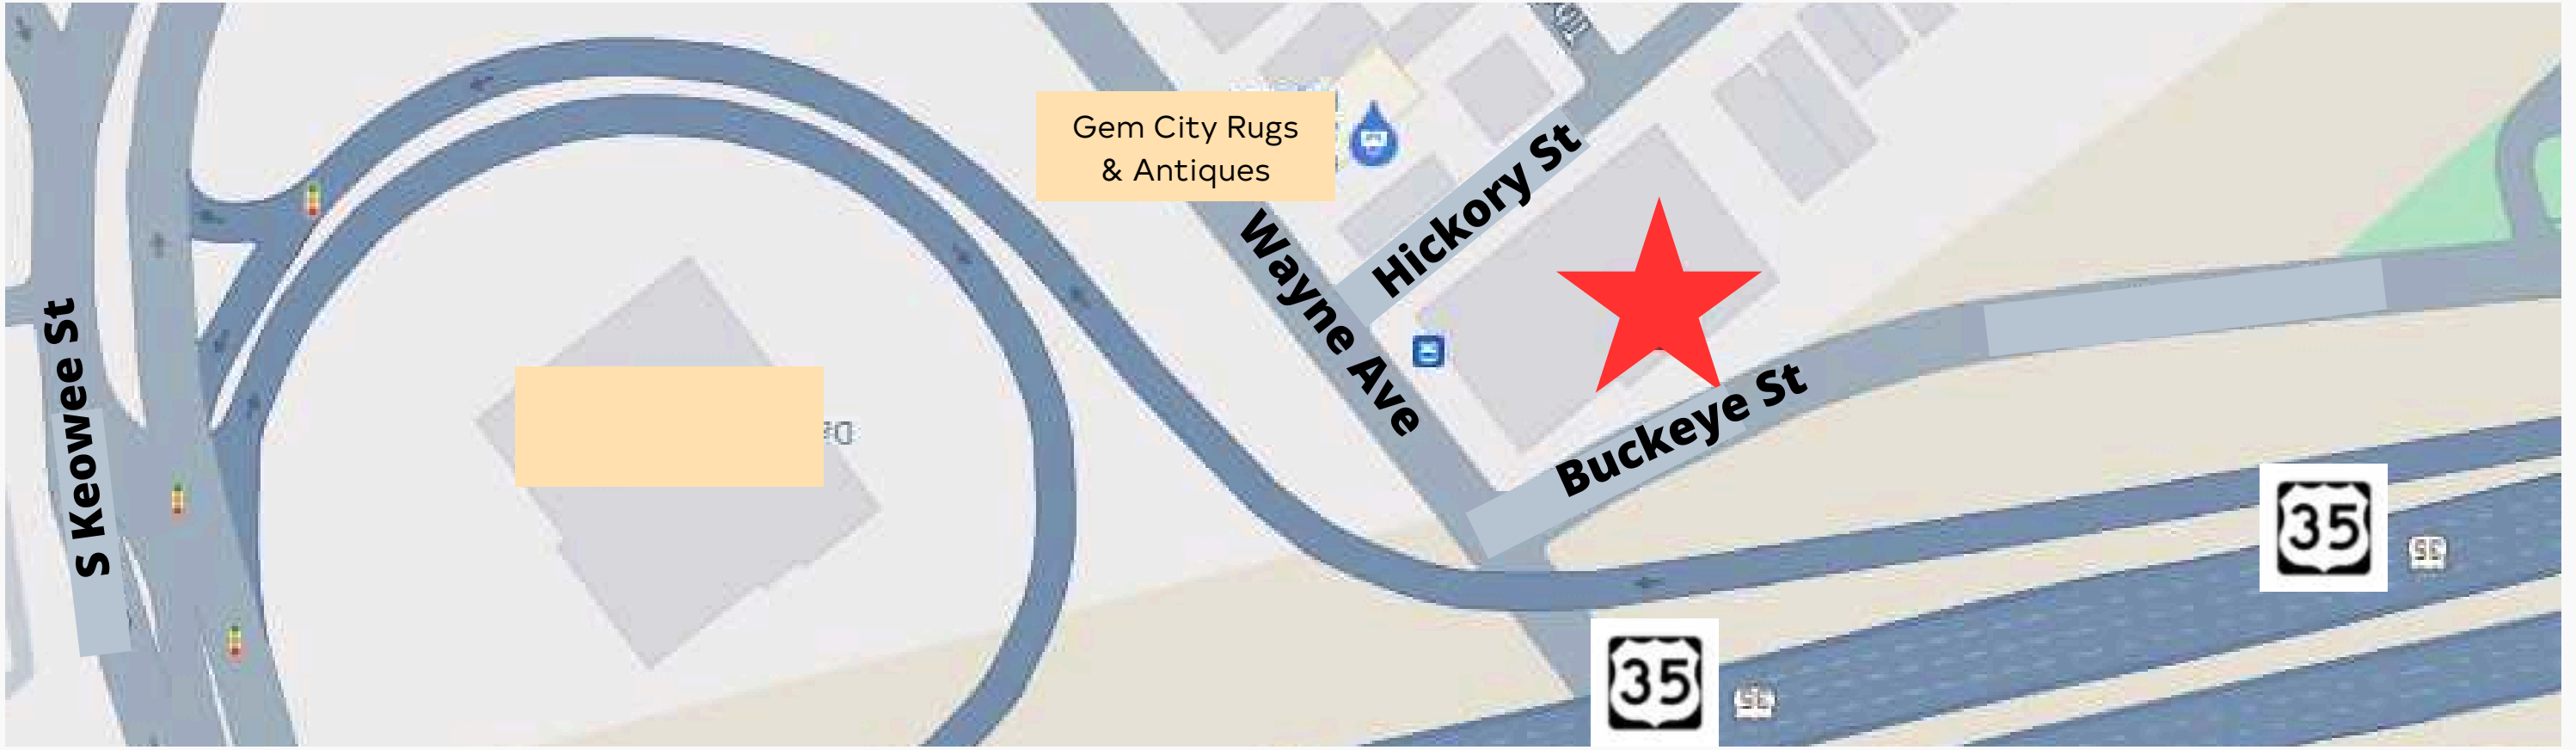 Gem City Rugs
& Antiques
Hickory St
Wayne Ave
S Keowee St
Buckeye St
35
35